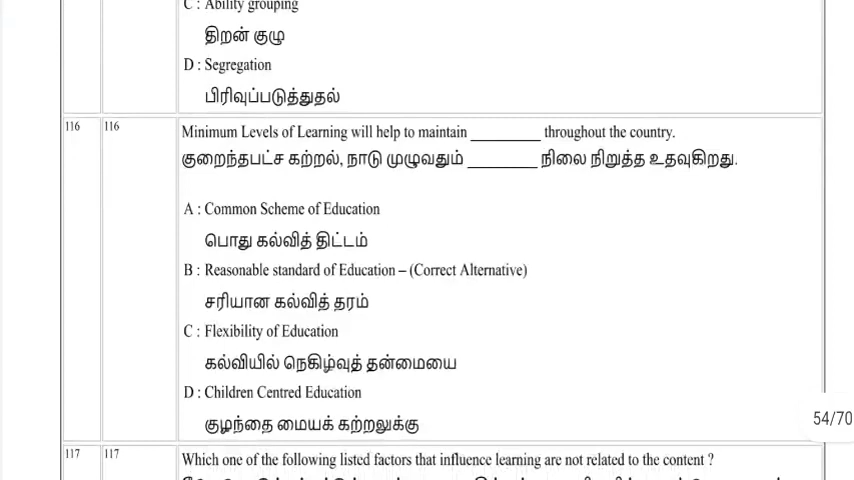 C : Ability grouping
திறன் குழு
D : Segregation
பிரிவுப்படுத்துதல்
116 116 Minimum Levels of Learning will help to maintain __________ throughout the country.
குறைந்தபட்ச கற்றல், நாடு முழுவதும் __________ நிலை நிறுத்த உதவுகிறது.
A : Common Scheme of Education
பொது கல்வித் திட்டம்
B : Reasonable standard of Education – (Correct Alternative)
சரியான கல்வித் தரம்
C : Flexibility of Education
கல்வியில் நெகிழ்வுத் தன்மையை
D : Children Centred Education
குழந்தை மையக் கற்றலுக்கு
54/70
117 117 Which one of the following listed factors that influence learning are not related to the content ?